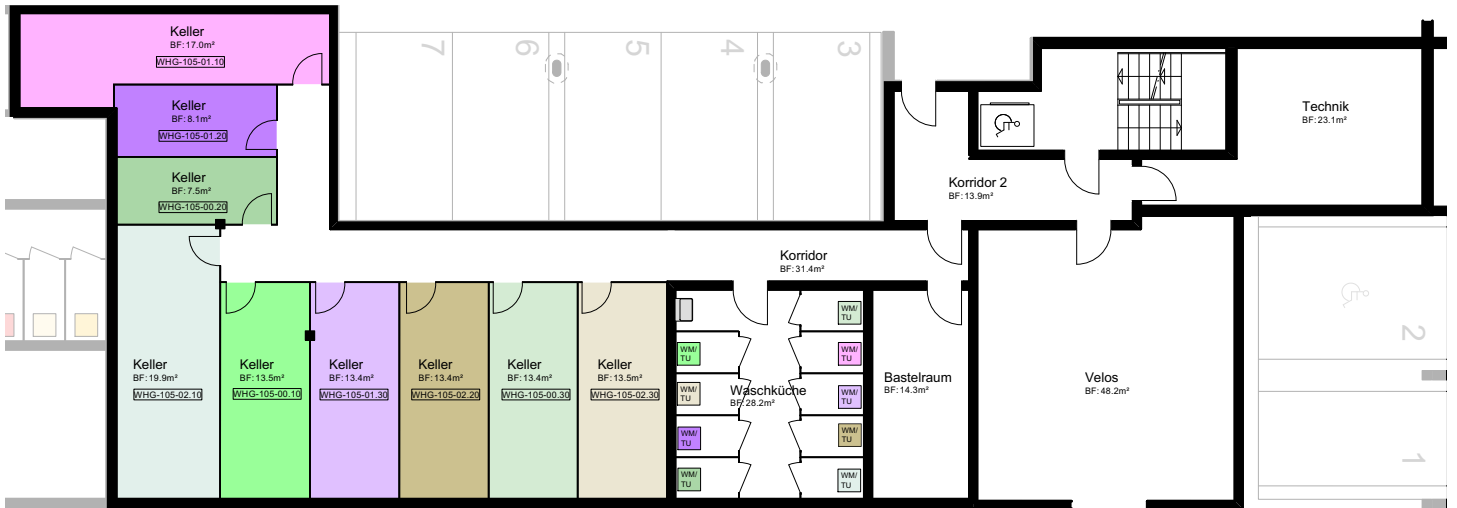 Keller
BF: 17.0m²
WHG-105-01.10
Keller
BF: 8.1m²
WHG-105-01.20
Keller
BF: 7.5m²
WHG-105-00.20
7
6
5
4
3
Technik
BF: 23.1m²
Korridor 2
BF: 13.9m²
Korridor
BF: 31.4m²
Keller
BF: 19.9m²
WHG-105-02.10
Keller
BF: 13.5m²
WHG-105-00.10
Keller
BF: 13.4m²
WHG-105-01.30
Keller
BF: 13.4m²
WHG-105-02.20
Keller
BF: 13.4m²
WHG-105-00.30
Keller
BF: 13.5m²
WHG-105-02.30
WM/
TU
WM/
TU
WM/
TU
WM/
TU
Waschküche
BF: 28.2m²
WM/
TU
WM/
TU
WM/
TU
WM/
TU
WM/
TU
Bastelraum
BF: 14.3m²
Velos
BF: 48.2m²
2
1